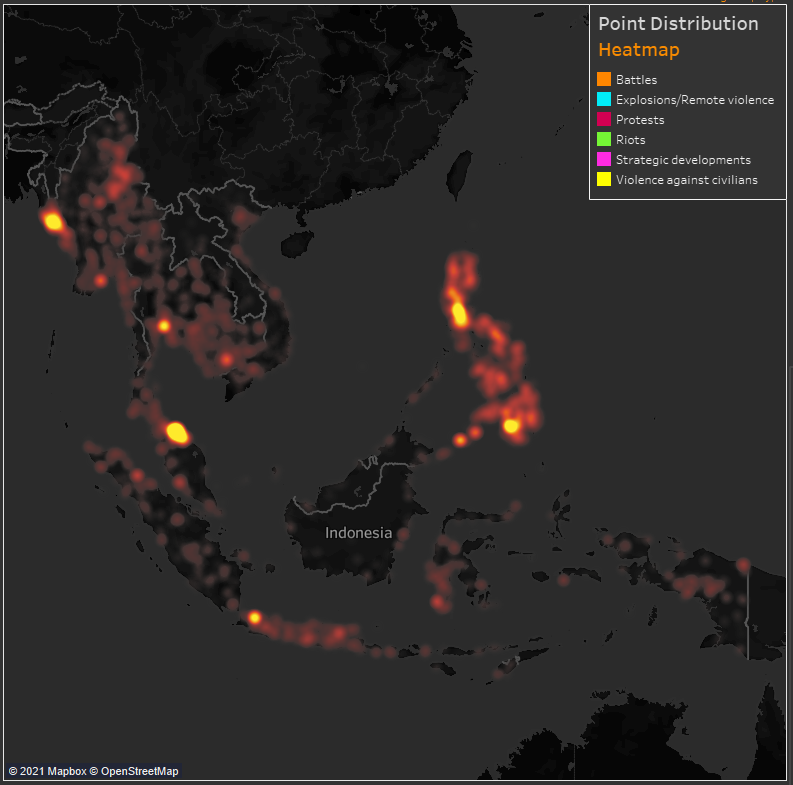 Point Distribution
Heatmap
Battles
Explosions/Remote violence
Protests
Riots
Strategic developments
Violence against civilians
Indonesia
© 2021 Mapbox © OpenStreetMap